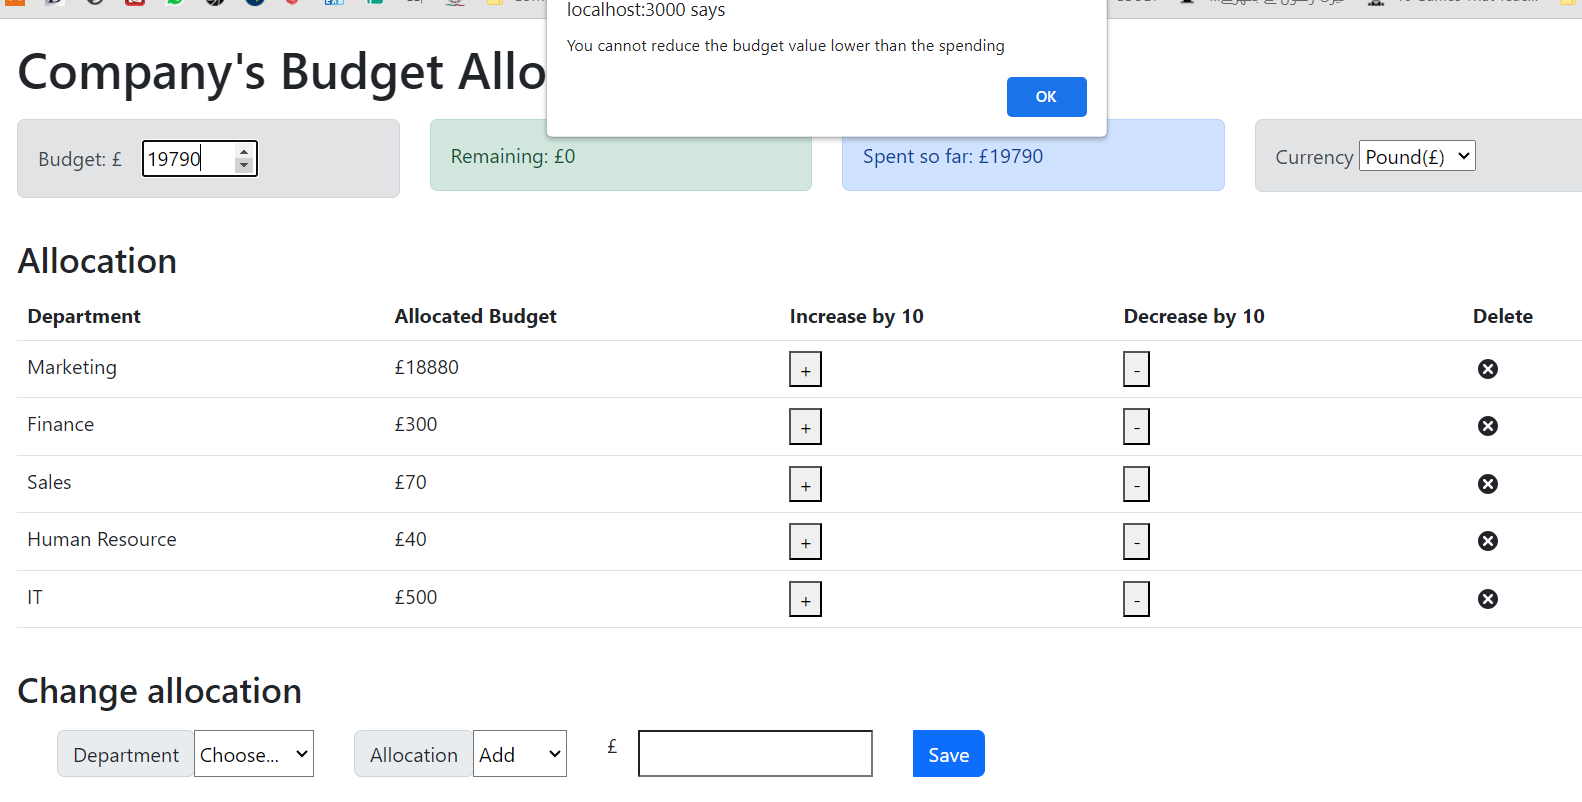 localhost:3000 says
You cannot reduce the budget value lower than the spending
OK
Company's Budget Allo
Budget: £ 19790
Remaining: £0
Spent so far: £19790
Currency Pound(£)
Allocation
Department Allocated Budget Increase by 10 Decrease by 10 Delete
Marketing £18880 + -
Finance £300 + -
Sales £70 + -
Human Resource £40 + -
IT £500 + -
Change allocation
Department Choose... Allocation Add £ Save